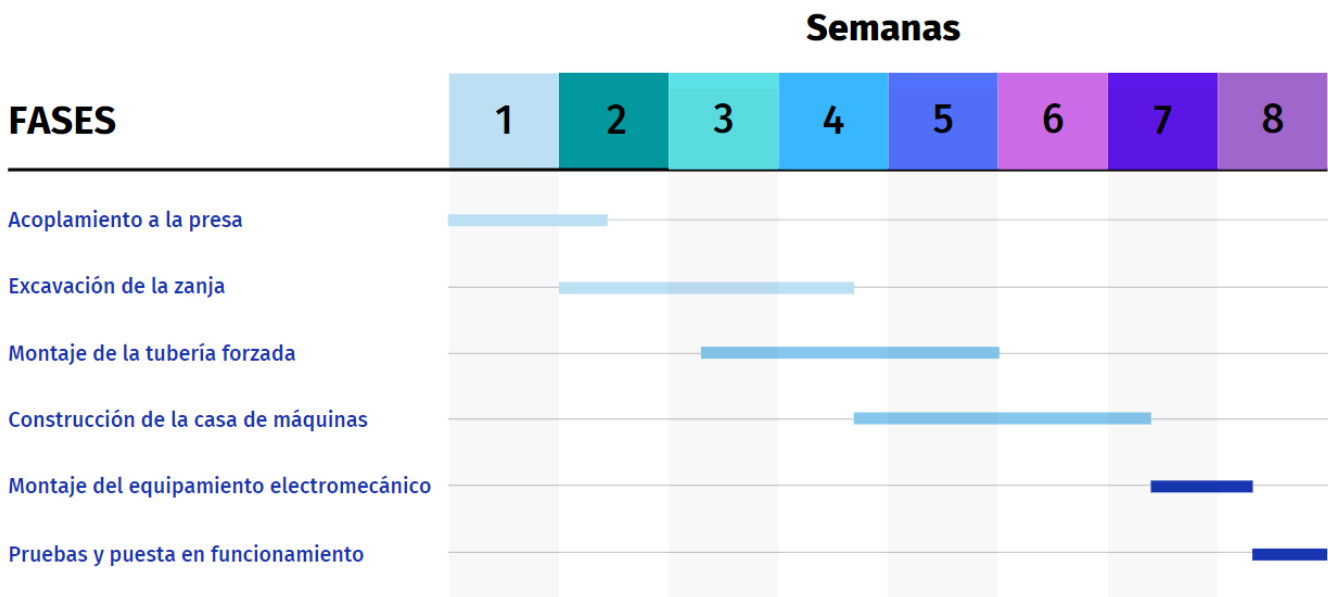 Semanas
FASES 1 2 3 4 5 6 7 8
Acoplamiento a la presa
Excavación de la zanja
Montaje de la tubería forzada
Construcción de la casa de máquinas
Montaje del equipamiento electromecánico
Pruebas y puesta en funcionamiento